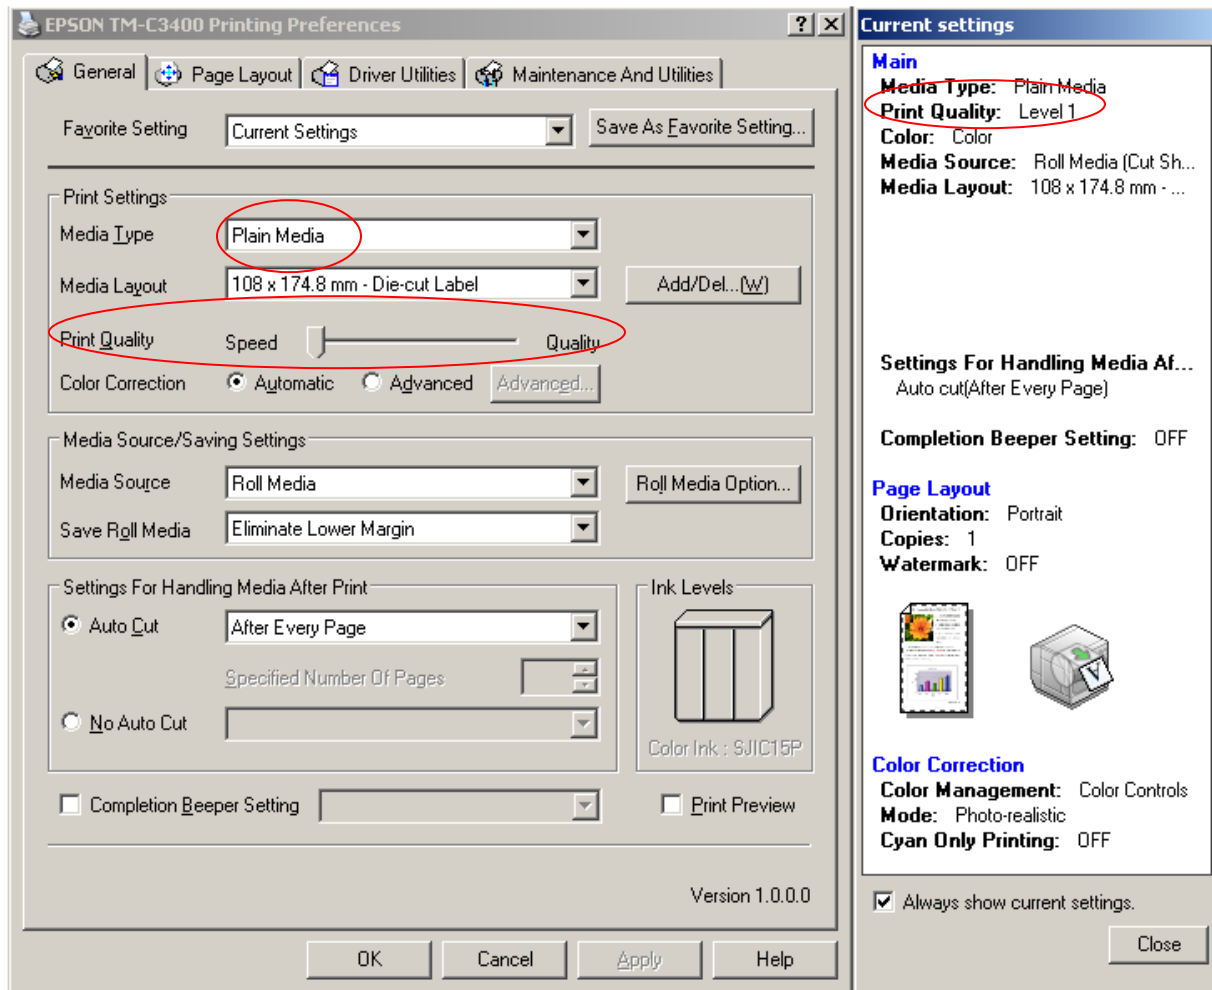 EPSON TM-C3400 Printing Preferences
General Page Layout Driver Utilities Maintenance And Utilities
Favorite Setting Current Settings Save As Favorite Setting...
Print Settings
Media Type Plain Media
Media Layout 108 x 174.8 mm - Die-cut Label Add/Del...(W)
Print Quality Speed Quality
Color Correction Automatic Advanced Advanced...
Media Source/Saving Settings
Media Source Roll Media Roll Media Option...
Save Roll Media Eliminate Lower Margin
Settings For Handling Media After Print
Auto Cut After Every Page
Specified Number Of Pages
No Auto Cut
Ink Levels
Color Ink : SJIC15P
Completion Beeper Setting Print Preview
Version 1.0.0.0
OK Cancel Apply Help
Current settings
Main
Media Type: Plain Media
Print Quality: Level 1
Color: Color
Media Source: Roll Media (Cut Sh...
Media Layout: 108 x 174.8 mm - ...
Settings For Handling Media Af...
Auto cut(After Every Page)
Completion Beeper Setting: OFF
Page Layout
Orientation: Portrait
Copies: 1
Watermark: OFF
V
Color Correction
Color Management: Color Controls
Mode: Photo-realistic
Cyan Only Printing: OFF
Always show current settings.
Close